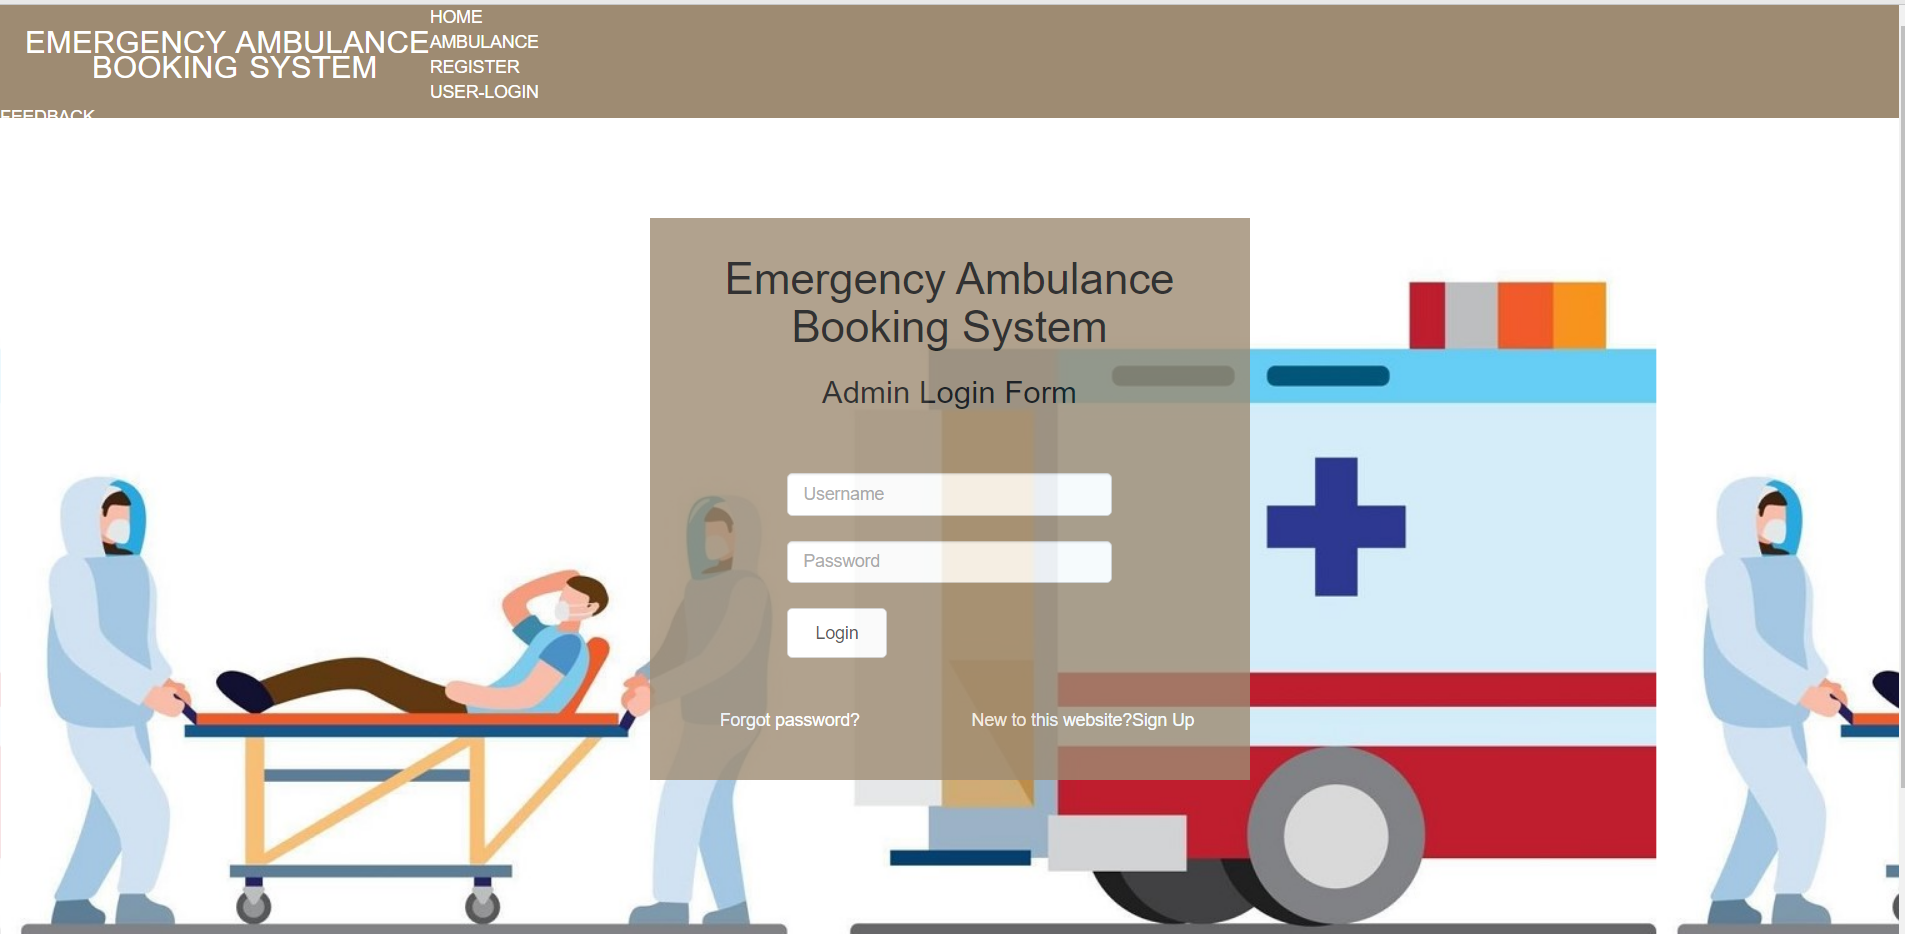 HOME
EMERGENCY AMBULANCE
AMBULANCE
BOOKING SYSTEM
REGISTER
USER-LOGIN
FEEDBACK
Emergency Ambulance
Booking System
Admin Login Form
Username
Password
Login
Forgot password?
New to this website?Sign Up